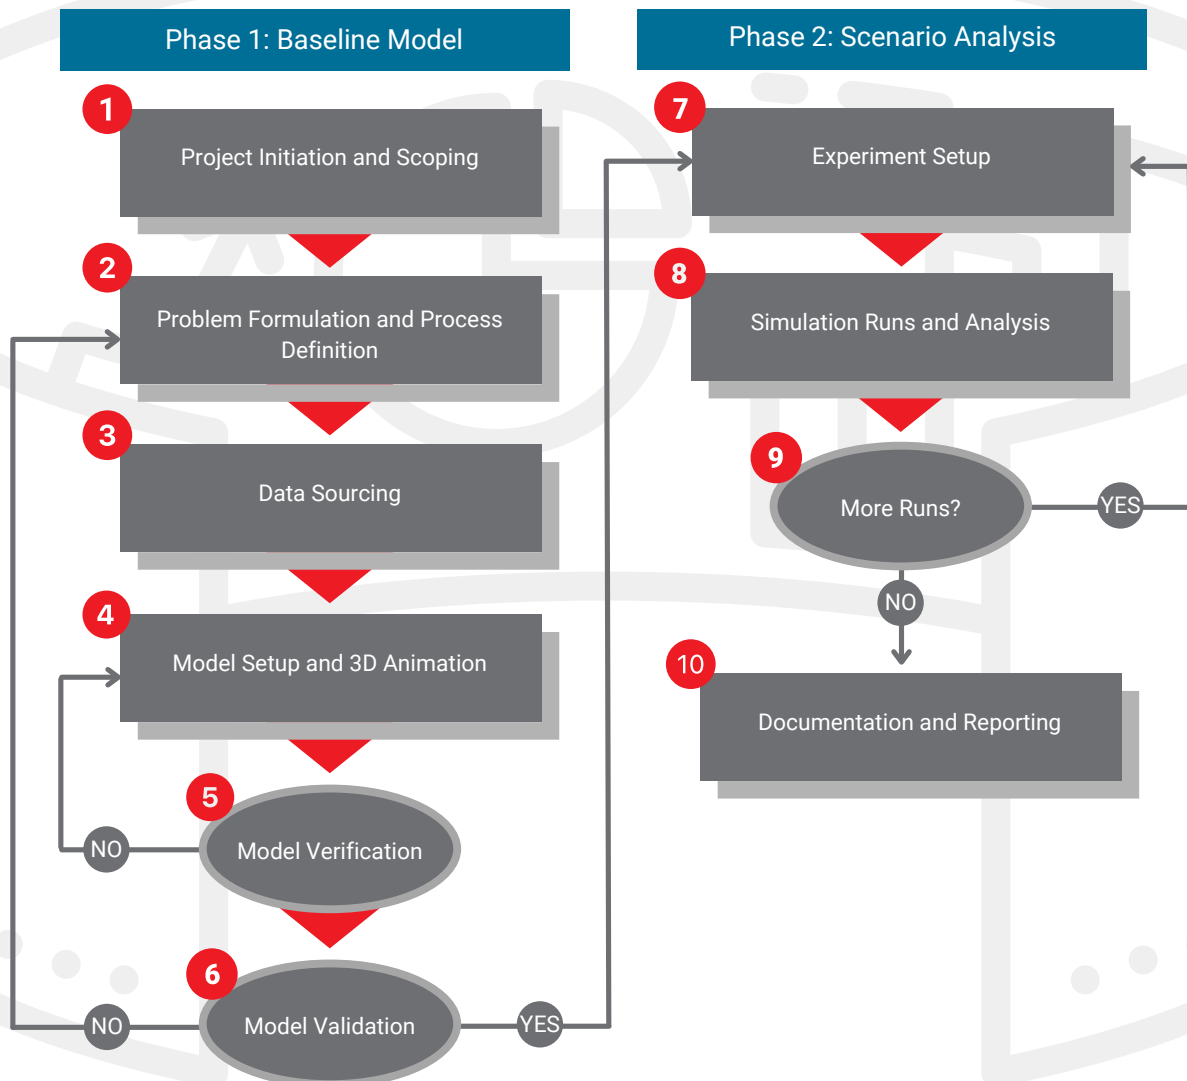 Phase 1: Baseline Model
1
Project Initiation and Scoping
2
Problem Formulation and Process
Definition
3
Data Sourcing
4
Model Setup and 3D Animation
5
Model Verification
NO
6
Model Validation
NO
YES
Phase 2: Scenario Analysis
7
Experiment Setup
8
Simulation Runs and Analysis
9
More Runs?
YES
NO
10
Documentation and Reporting